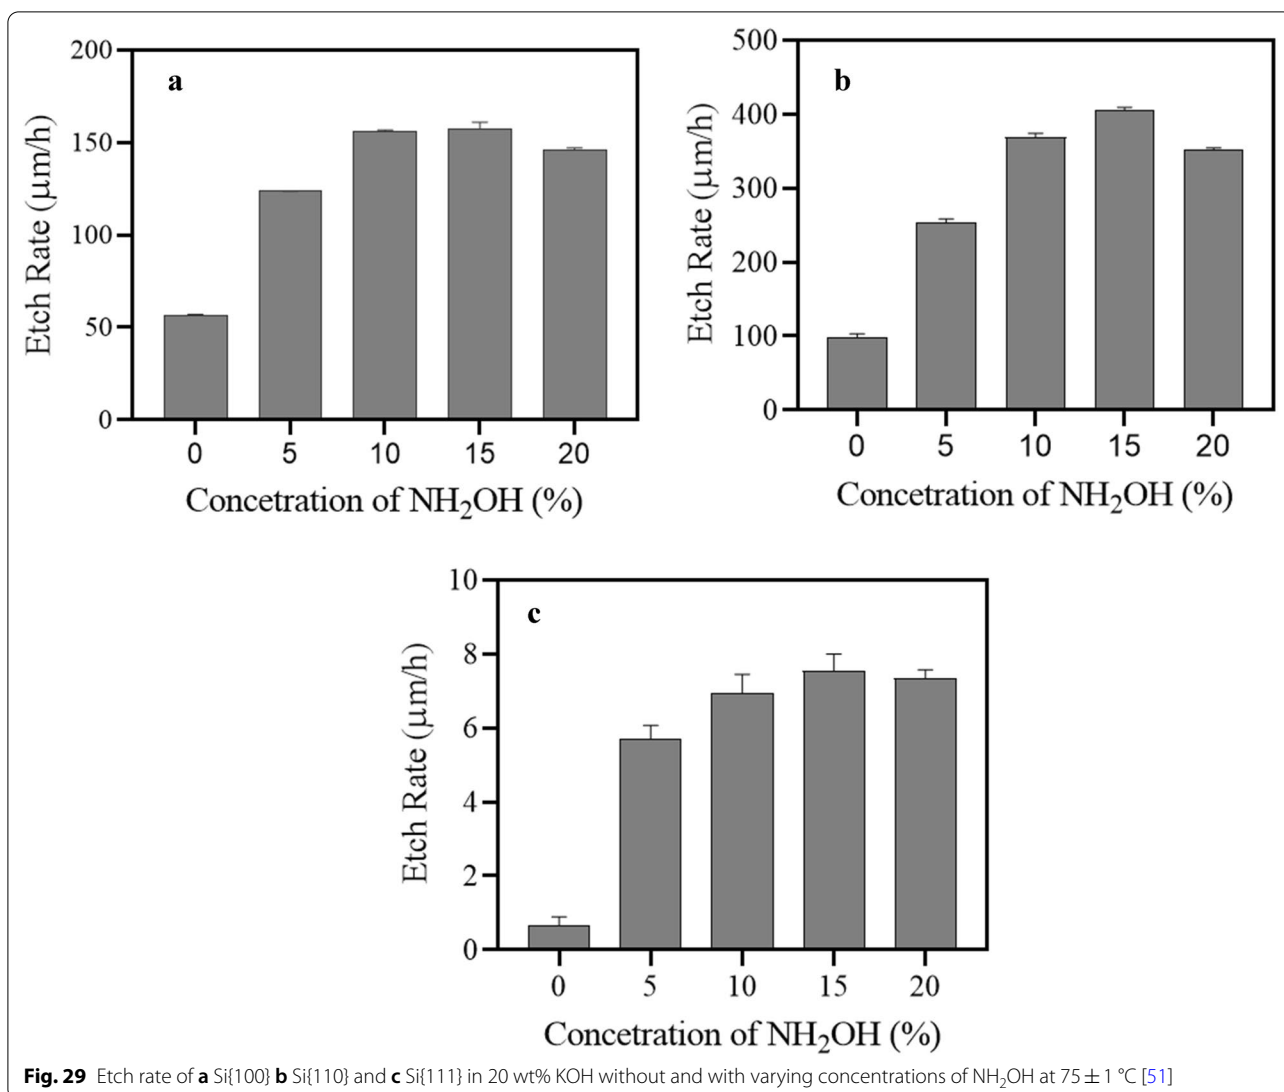 200
150
100
50
0
Etch Rate (μm/h)
a
0 5 10 15 20
Concetration of NH₂OH (%)
500
400
300
200
100
0
Etch Rate (μm/h)
b
0 5 10 15 20
Concetration of NH₂OH (%)
10
8
6
4
2
0
Etch Rate (μm/h)
c
0 5 10 15 20
Concetration of NH₂OH (%)
Fig. 29 Etch rate of a Si{100} b Si{110} and c Si{111} in 20 wt% KOH without and with varying concentrations of NH₂OH at 75 ± 1 °C [51]